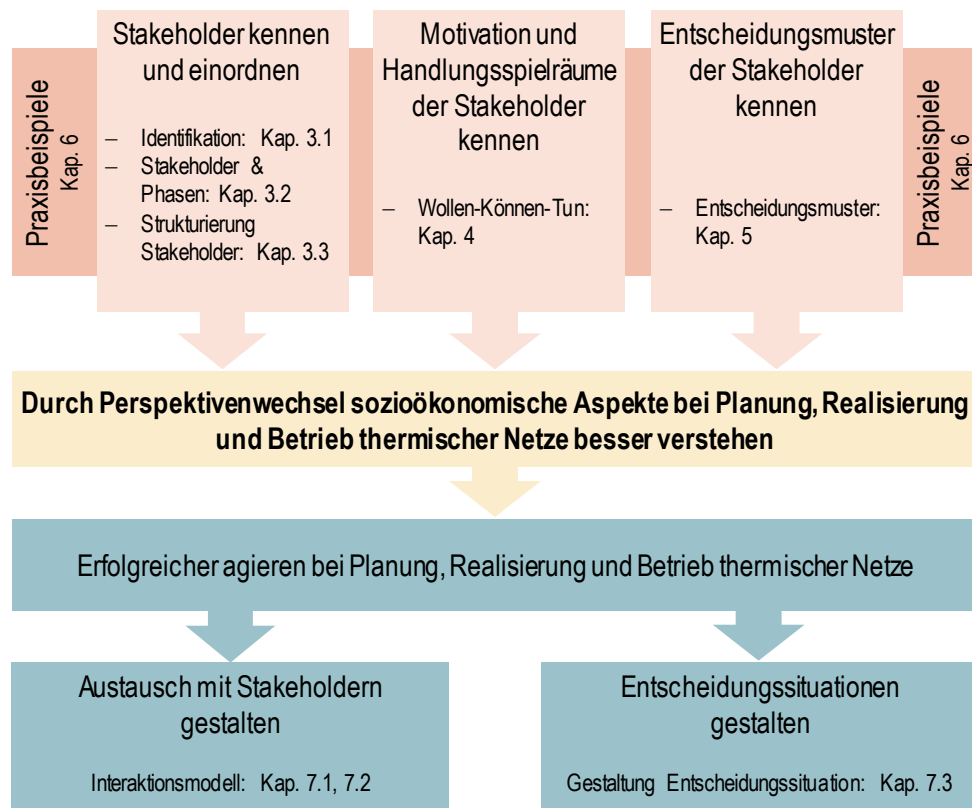 Praxisbeispiele
Kap. 6
Stakeholder kennen
und einordnen
– Identifikation: Kap. 3.1
– Stakeholder &
Phasen: Kap. 3.2
– Strukturierung
Stakeholder: Kap. 3.3
Motivation und
Handlungsspielräume
der Stakeholder
kennen
– Wollen-Können-Tun:
Kap. 4
Entscheidungsmuster
der Stakeholder
kennen
– Entscheidungsmuster:
Kap. 5
Praxisbeispiele
Kap. 6
Durch Perspektivenwechsel sozioökonomische Aspekte bei Planung, Realisierung
und Betrieb thermischer Netze besser verstehen
Erfolgreicher agieren bei Planung, Realisierung und Betrieb thermischer Netze
Austausch mit Stakeholdern
gestalten
Interaktionsmodell: Kap. 7.1, 7.2
Entscheidungssituationen
gestalten
Gestaltung Entscheidungssituation: Kap. 7.3